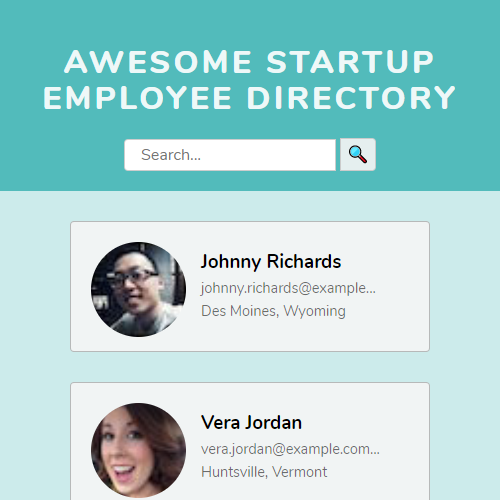 AWESOME STARTUP
EMPLOYEE DIRECTORY
Search...
Johnny Richards
johnny.richards@example...
Des Moines, Wyoming
Vera Jordan
vera.jordan@example.com...
Huntsville, Vermont